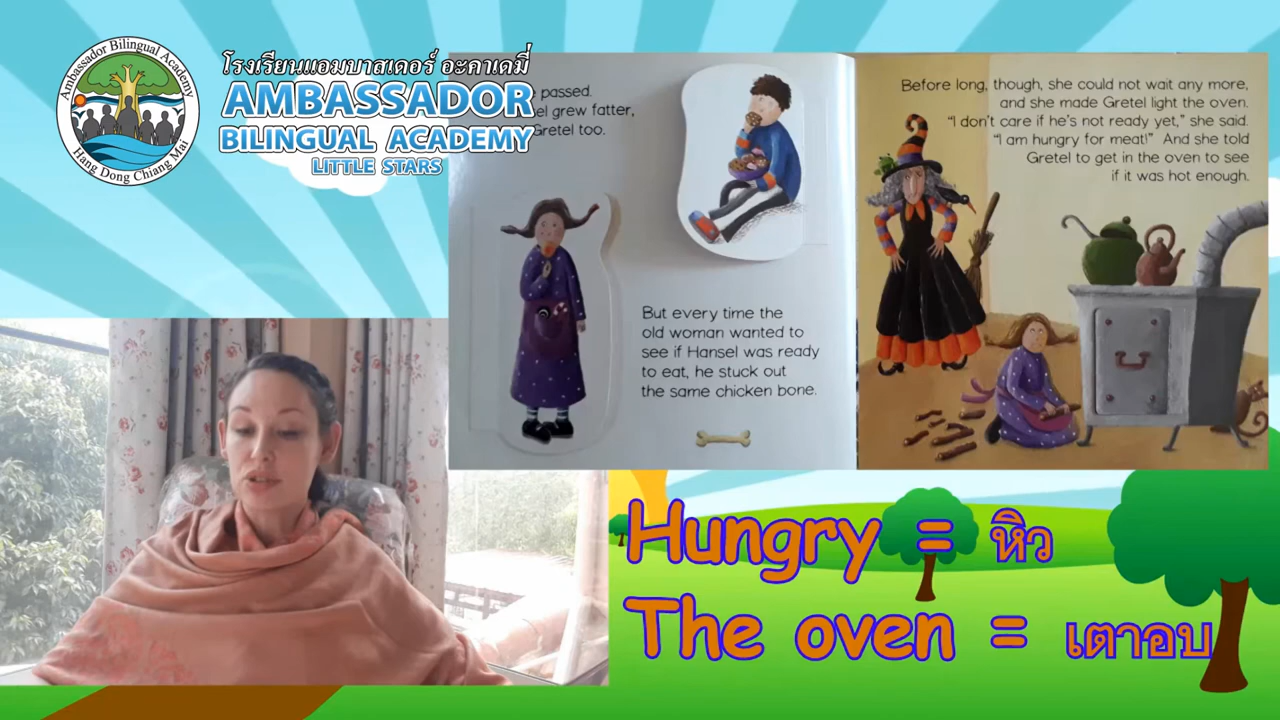 Ambassador Bilingual Academy
Hang Dong Chiang Mai
โรงเรียนแอมบาสเดอร์ อะคาเดมี่
AMBASSADOR
BILINGUAL ACADEMY
LITTLE STARS
passed.
grew fatter,
Gretel too.
But every time the
old woman wanted to
see if Hansel was ready
to eat, he stuck out
the same chicken bone.
Before long, though, she could not wait any more,
and she made Gretel light the oven.
"I don't care if he's not ready yet," she said.
"I am hungry for meat!" And she told
Gretel to get in the oven to see
if it was hot enough.
Hungry = หิว
The oven = เตาอบ